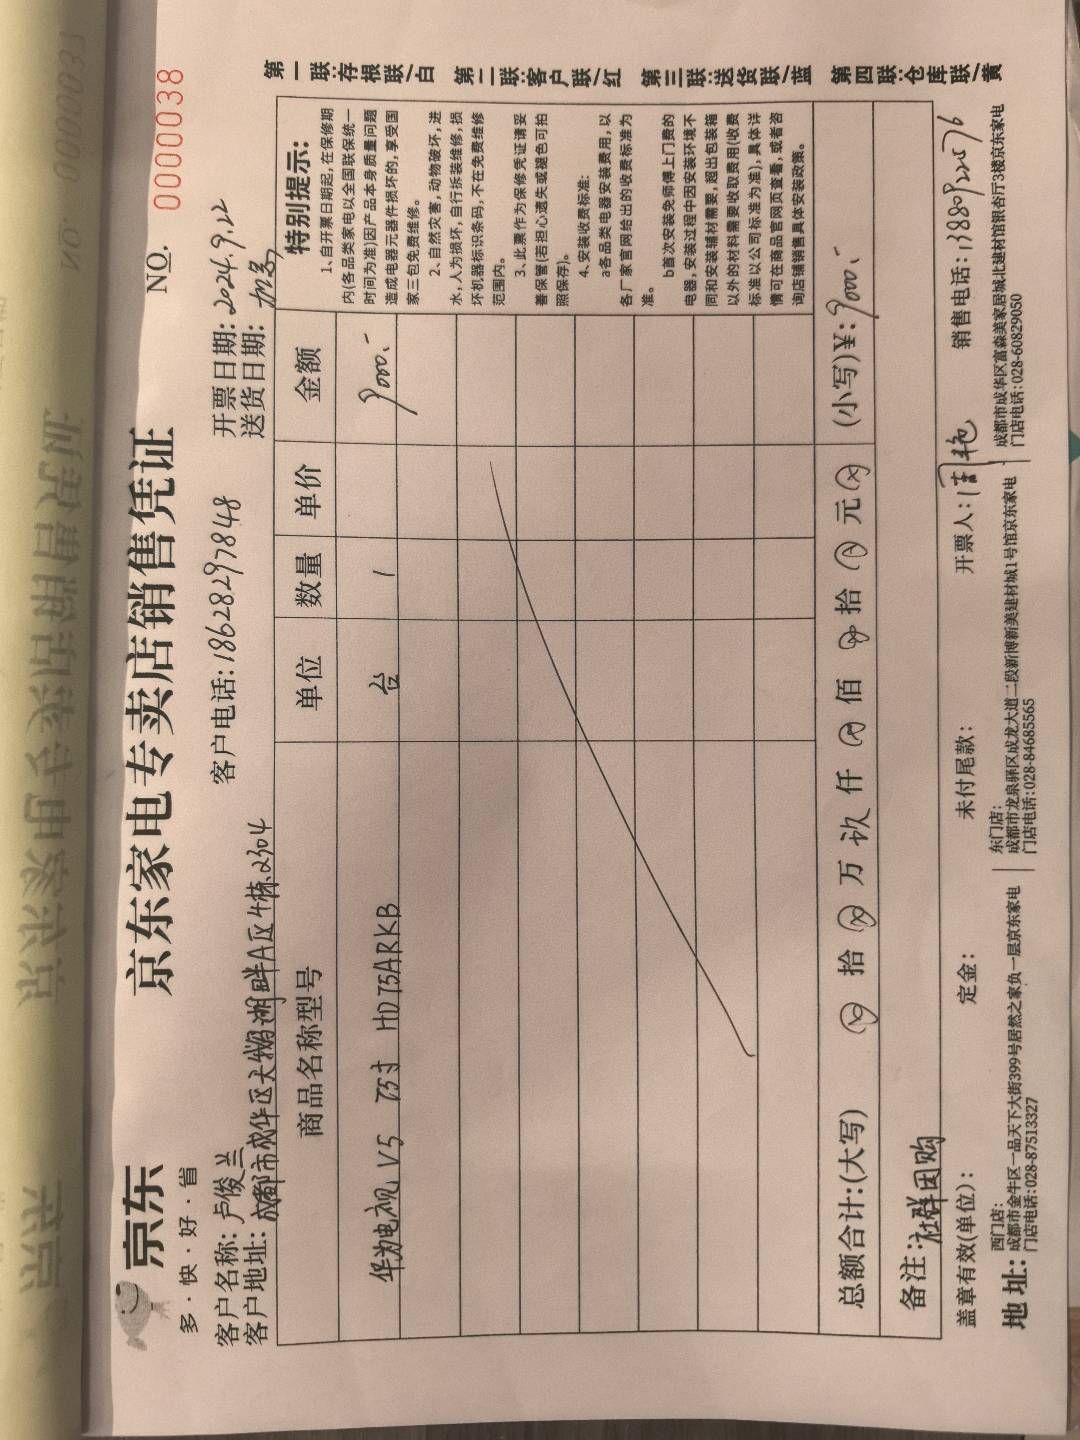 京东
多·快·好·省
京东家电专卖店销售凭证
NO. 0000038
客户名称: 卢俊兰
客户电话: 18628297848
开票日期: 2024.9.22
客户地址: 成都市成华区大翔湖畔A区4栋2304
送货日期:
商品名称型号 单位 数量 单价 金额
华为电视 V5 75寸 HD75ARKB 台 1 9000.-
特别提示:
1、自开票日期起,在保修期
内(各品类家电以全国联保统一
时间为准)因产品本身质量问题
造成电器元器件损坏的,享受国
家三包免费维修。
2、自然灾害,动物破坏,进
水,人为损坏,自行拆装维修,损
坏机器标识条码,不在免费维修
范围内。
3、此票作为保修凭证请妥
善保管(若担心遗失或褪色可拍
照保存)。
4、安装收费标准:
a各品类电器安装费用,以
各厂家官网给出的收费标准为
准。
b首次安装免师傅上门费的
电器,安装过程中因安装环境不
同和安装辅材需要,超出包装箱
以外的材料需要收取费用(收费
标准以公司标准为准),具体详
情可在商品官网页查看,或者咨
询店铺销售具体安装政策。
总额合计:(大写) 拾 万 玖 仟 佰 拾 元 (小写)¥: 9000.-
备注: 社群团购
盖章有效(单位): 定金: 未付尾款: 开票人: 艳 销售电话: 13880922576
地址:
西门店:
成都市金牛区一品天下大街399号居然之家负一层京东家电
门店电话:028-87513327
东门店:
成都市龙泉驿区成龙大道二段新博新美建材城1号馆京东家电
门店电话:028-84685565
成都市成华区富森美家居城北建材馆银谷厅3楼京东家电
门店电话:028-60829050
第一联:存根联/白 第二联:客户联/红 第三联:送货联/蓝 第四联:仓库联/黄